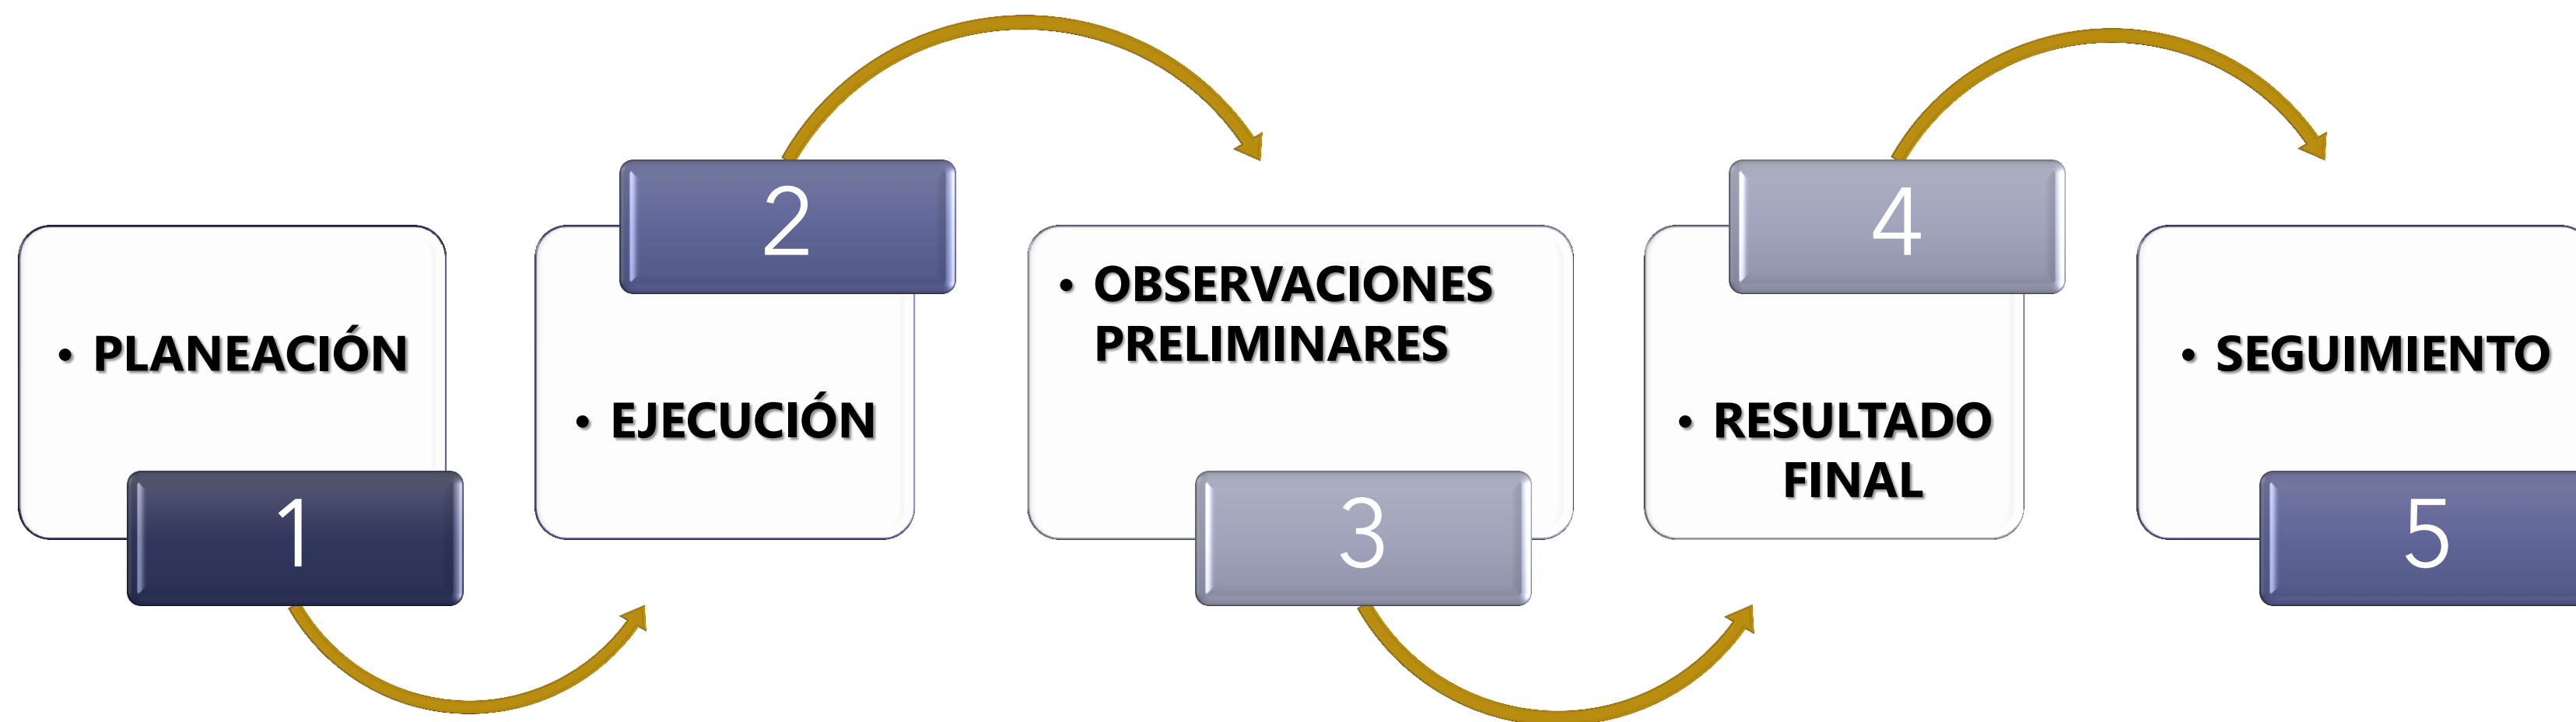 • PLANEACIÓN
1
2
• EJECUCIÓN
• OBSERVACIONES
PRELIMINARES
3
4
• RESULTADO
FINAL
• SEGUIMIENTO
5